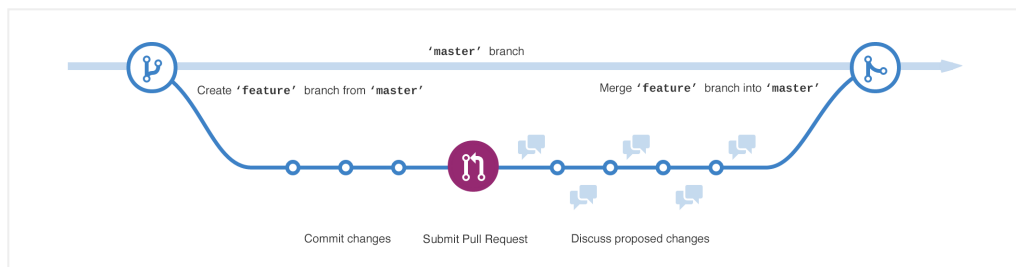 ‘master’ branch
Create ‘feature’ branch from ‘master’
Merge ‘feature’ branch into ‘master’
Commit changes
Submit Pull Request
Discuss proposed changes